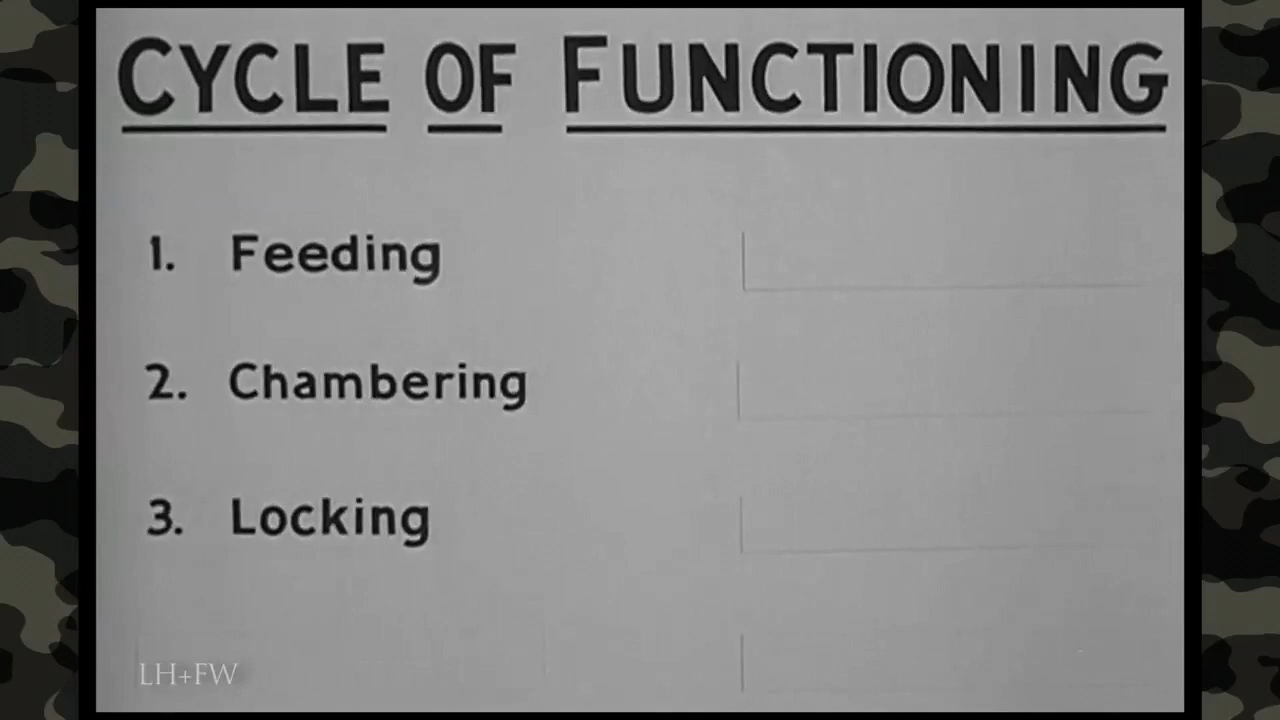 CYCLE OF FUNCTIONING
1. Feeding
2. Chambering
3. Locking
LH+FW